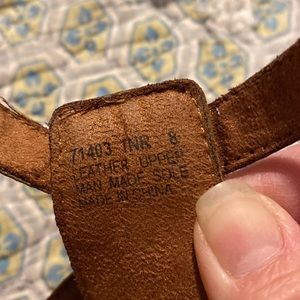 71403 TNR 8
LEATHER UPPER
MAN MADE SOLE
MADE IN CHINA